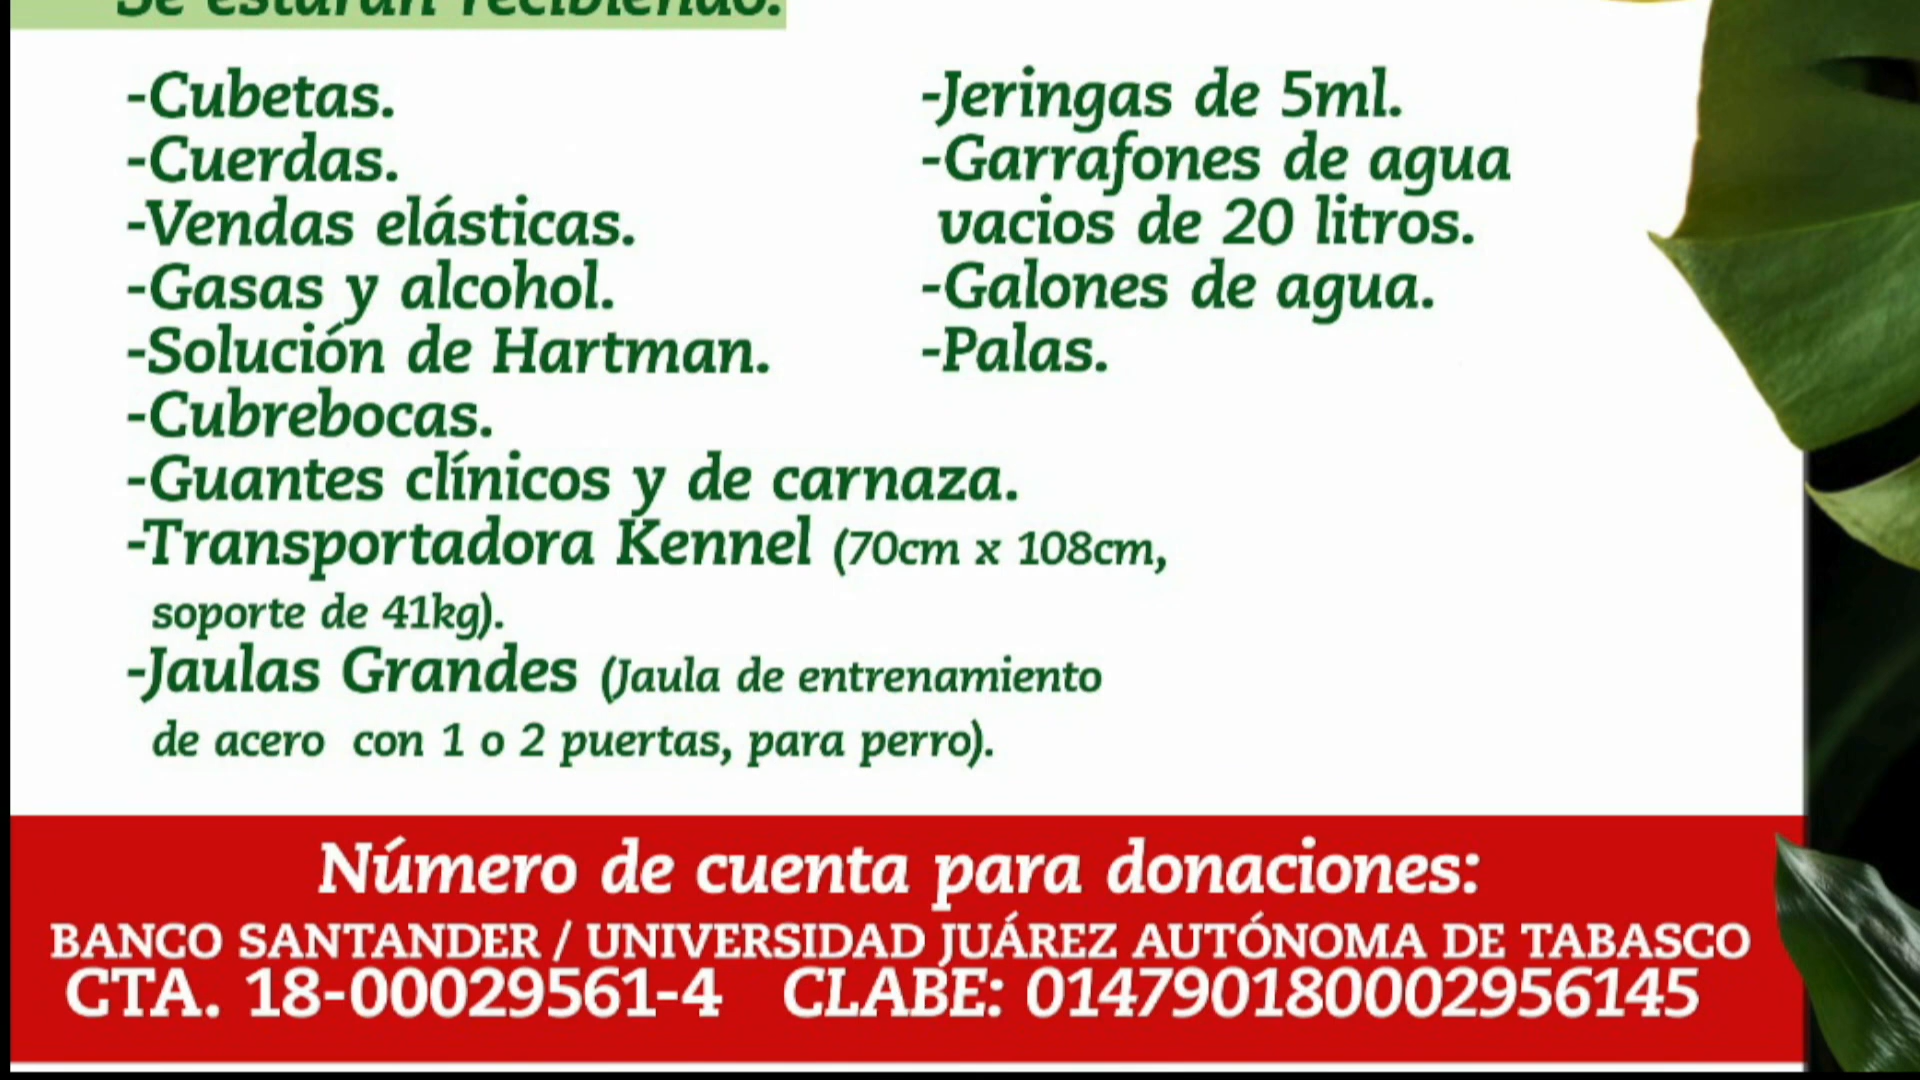 Se estarán recibiendo:
-Cubetas.
-Cuerdas.
-Vendas elásticas.
-Gasas y alcohol.
-Solución de Hartman.
-Cubrebocas.
-Guantes clínicos y de carnaza.
-Transportadora Kennel (70cm x 108cm,
soporte de 41kg).
-Jaulas Grandes (Jaula de entrenamiento
de acero con 1 o 2 puertas, para perro).
-Jeringas de 5ml.
-Garrafones de agua
vacios de 20 litros.
-Galones de agua.
-Palas.
Número de cuenta para donaciones:
BANCO SANTANDER / UNIVERSIDAD JUÁREZ AUTÓNOMA DE TABASCO
CTA. 18-00029561-4 CLABE: 014790180002956145